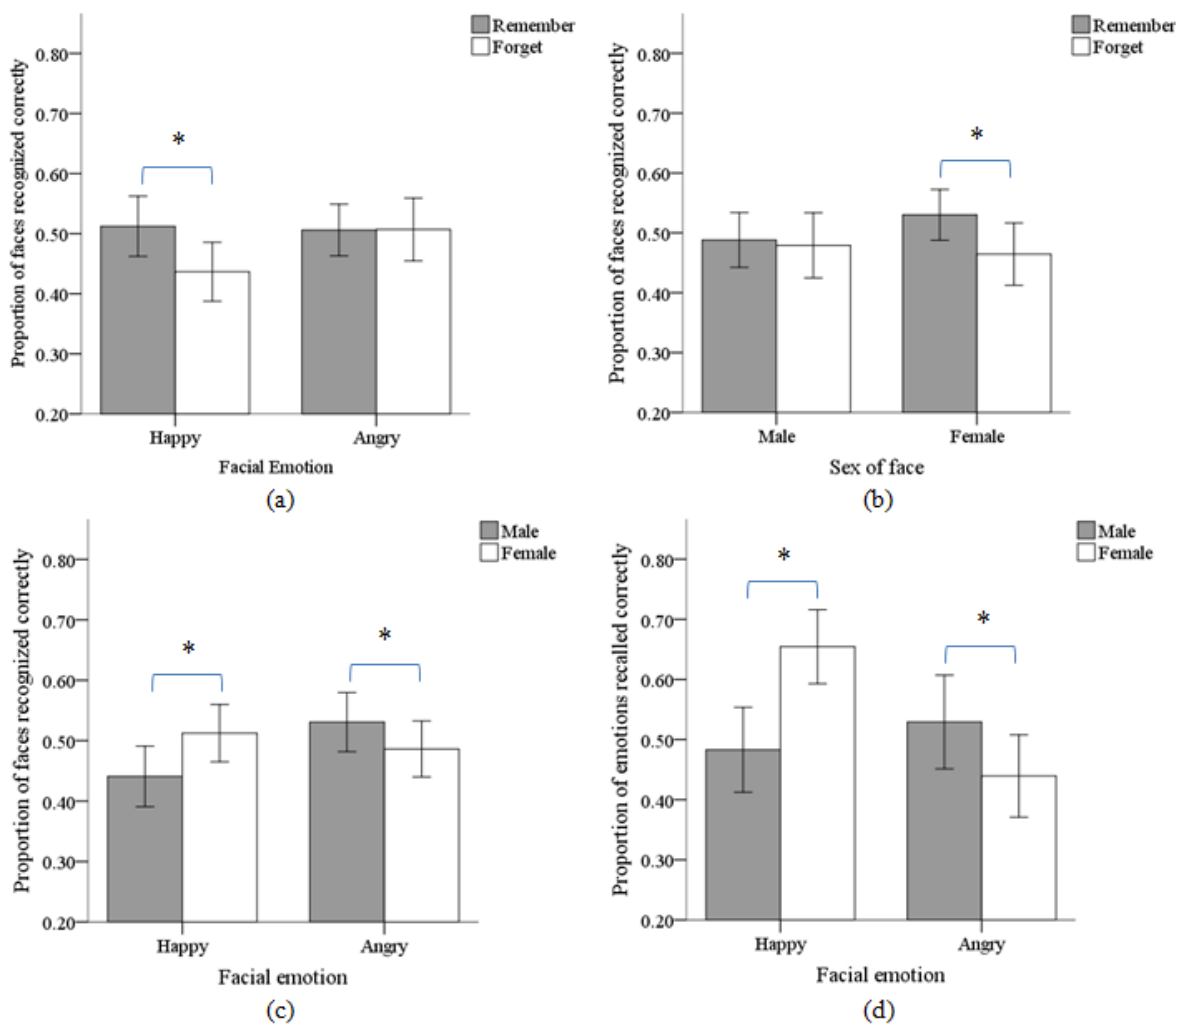 Remember
Forget
Proportion of faces recognized correctly
0.80
0.70
0.60
0.50
0.40
0.30
0.20
*
Happy
Angry
Facial Emotion
(a)
Remember
Forget
Proportion of faces recognized correctly
0.80
0.70
0.60
0.50
0.40
0.30
0.20
*
Male
Female
Sex of face
(b)
Male
Female
Proportion of faces recognized correctly
0.80
0.70
0.60
0.50
0.40
0.30
0.20
*
*
Happy
Angry
Facial emotion
(c)
Male
Female
Proportion of emotions recalled correctly
0.80
0.70
0.60
0.50
0.40
0.30
0.20
*
*
Happy
Angry
Facial emotion
(d)